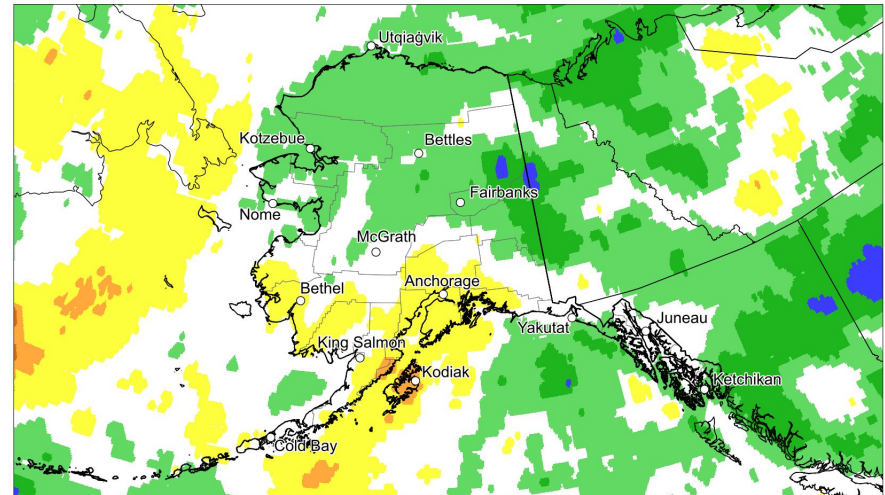 Utqiaġvik
Kotzebue
Bettles
Fairbanks
Nome
McGrath
Anchorage
Bethel
Yakutat
Juneau
King Salmon
Kodiak
Ketchikan
Cold Bay